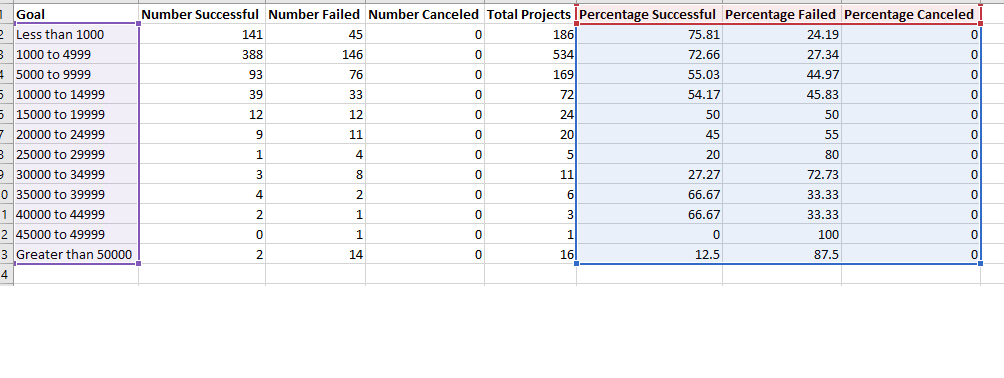 1 Goal Number Successful Number Failed Number Canceled Total Projects Percentage Successful Percentage Failed Percentage Canceled
2 Less than 1000 141 45 0 186 75.81 24.19 0
3 1000 to 4999 388 146 0 534 72.66 27.34 0
4 5000 to 9999 93 76 0 169 55.03 44.97 0
5 10000 to 14999 39 33 0 72 54.17 45.83 0
6 15000 to 19999 12 12 0 24 50 50 0
7 20000 to 24999 9 11 0 20 45 55 0
8 25000 to 29999 1 4 0 5 20 80 0
9 30000 to 34999 3 8 0 11 27.27 72.73 0
0 35000 to 39999 4 2 0 6 66.67 33.33 0
1 40000 to 44999 2 1 0 3 66.67 33.33 0
2 45000 to 49999 0 1 0 1 0 100 0
3 Greater than 50000 2 14 0 16 12.5 87.5 0
4